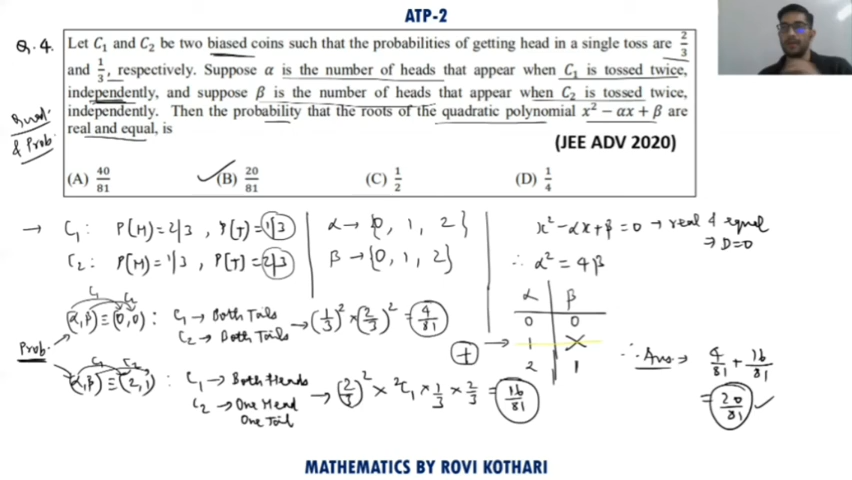 ATP-2
Q.4. Let C₁ and C₂ be two biased coins such that the probabilities of getting head in a single toss are 2/3
and 1/3, respectively. Suppose α is the number of heads that appear when C₁ is tossed twice,
independently, and suppose β is the number of heads that appear when C₂ is tossed twice,
independently. Then the probability that the roots of the quadratic polynomial x² − αx + β are
real and equal, is
Quad.
& Prob.
(JEE ADV 2020)
(A) 40/81 (B) 20/81 (C) 1/2 (D) 1/4
→ C₁: P(H)=2/3, P(T)=1/3
C₂: P(H)=1/3, P(T)=2/3
α → {0, 1, 2}
β → {0, 1, 2}
x²-αx+β=0 → real & equal
⇒ D=0
∴ α² = 4β
α β
0 0
→ 1 ×
2 1
Prob.
C₁ C₂
(α,β) ≡ (0,0) : C₁ → Both Tails
C₂ → Both Tails → (1/3)² × (2/3)² = 4/81
+
C₁ C₂
(α,β) ≡ (2,1) : C₁ → Both Heads
C₂ → One Head
One Tail
→ (2/3)² × ²C₁ × 1/3 × 2/3 = 16/81
∴ Ans → 4/81 + 16/81
= 20/81 ✓
MATHEMATICS BY ROVI KOTHARI